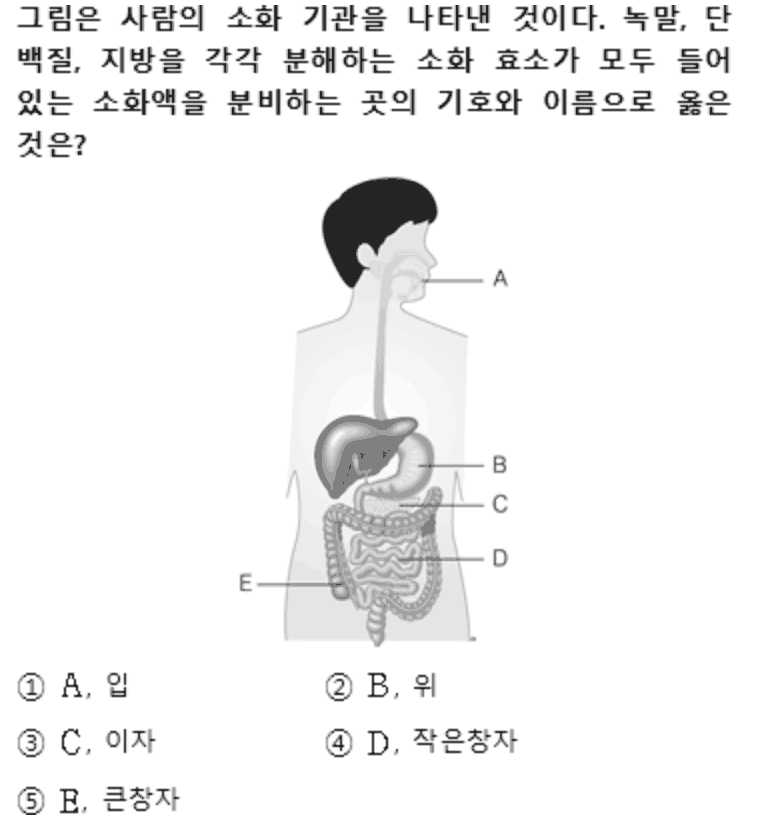 그림은 사람의 소화 기관을 나타낸 것이다. 녹말, 단
백질, 지방을 각각 분해하는 소화 효소가 모두 들어
있는 소화액을 분비하는 곳의 기호와 이름으로 옳은
것은?
A
B
C
D
E
① A, 입 ② B, 위
③ C, 이자 ④ D, 작은창자
⑤ E, 큰창자